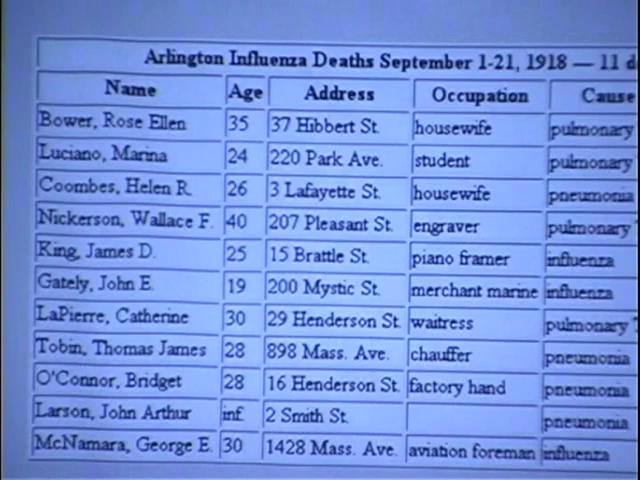 Arlington Influenza Deaths September 1-21, 1918 — 11 d
Name Age Address Occupation Cause
Bower, Rose Ellen 35 37 Hibbert St. housewife pulmonary
Luciano, Marina 24 220 Park Ave. student pulmonary
Coombes, Helen R. 26 3 Lafayette St. housewife pneumonia
Nickerson, Wallace F. 40 207 Pleasant St. engraver pulmonary
King, James D. 25 15 Brattle St. piano framer influenza
Gately, John E. 19 200 Mystic St. merchant marine influenza
LaPierre, Catherine 30 29 Henderson St. waitress pulmonary
Tobin, Thomas James 28 898 Mass. Ave. chauffer pneumonia
O'Connor, Bridget 28 16 Henderson St. factory hand pneumonia
Larson, John Arthur inf. 2 Smith St. pneumonia
McNamara, George E. 30 1428 Mass. Ave. aviation foreman influenza